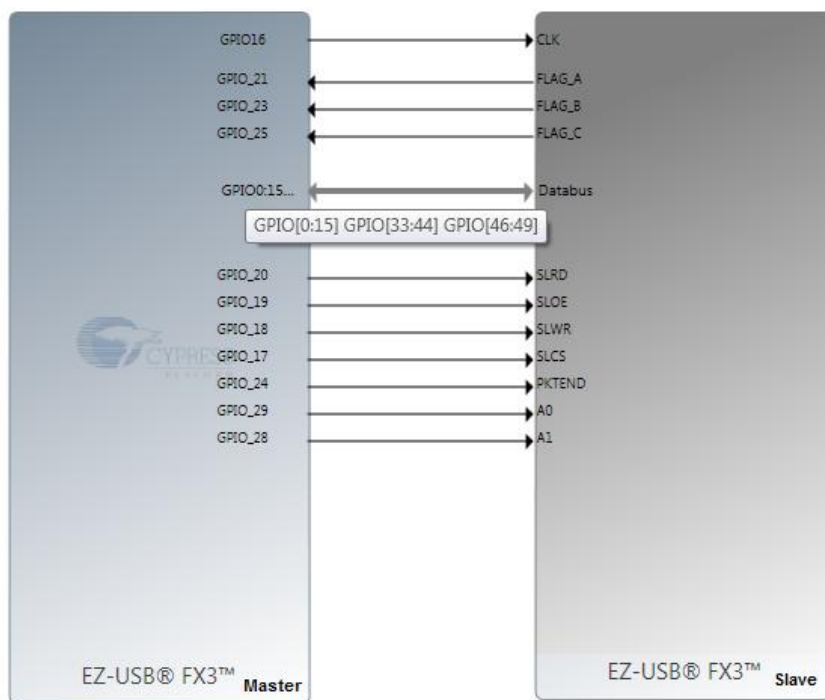 GPIO16 CLK
GPIO_21 FLAG_A
GPIO_23 FLAG_B
GPIO_25 FLAG_C
GPIO0:15... Databus
GPIO[0:15] GPIO[33:44] GPIO[46:49]
GPIO_20 SLRD
GPIO_19 SLOE
GPIO_18 SLWR
CYPRESS
GPIO_17 SLCS
GPIO_24 PKTEND
GPIO_29 A0
GPIO_28 A1
EZ-USB® FX3™ Master
EZ-USB® FX3™ Slave